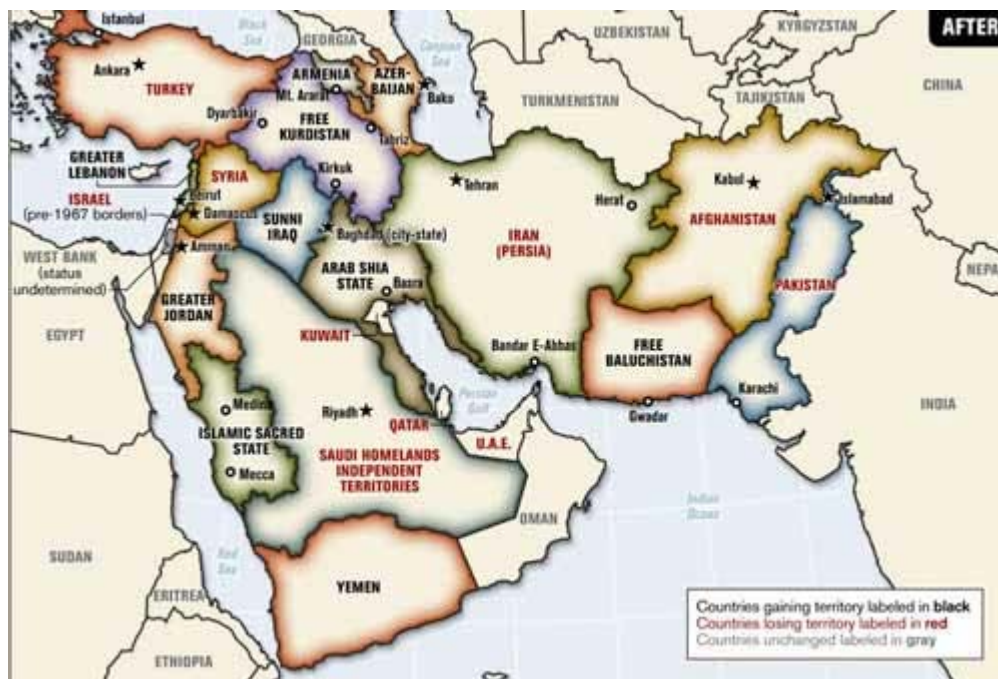 AFTER
Istanbul
Black
Sea
GEORGIA
Caspian
Sea
UZBEKISTAN
KYRGYZSTAN
Ankara
TURKEY
ARMENIA
Mt. Ararat
AZER-
BAIJAN
Baku
TURKMENISTAN
TAJIKISTAN
CHINA
Dyarbakir
FREE
KURDISTAN
Tabriz
GREATER
LEBANON
SYRIA
Kirkuk
Tehran
Herat
Kabul
Islamabad
ISRAEL
(pre-1967 borders)
Beirut
Damascus
SUNNI
IRAQ
Baghdad (city-state)
IRAN
(PERSIA)
AFGHANISTAN
WEST BANK
(status
undetermined)
Amman
ARAB SHIA
STATE
Basra
PAKISTAN
NEPA
GREATER
JORDAN
EGYPT
KUWAIT
Bandar E-Abbas
FREE
BALUCHISTAN
Persian
Gulf
Gwadar
Karachi
INDIA
Medina
ISLAMIC SACRED
STATE
Mecca
Riyadh
QATAR
U.A.E.
SAUDI HOMELANDS
INDEPENDENT
TERRITORIES
OMAN
Indian
Ocean
SUDAN
Red
Sea
YEMEN
ERITREA
ETHIOPIA
Countries gaining territory labeled in black
Countries losing territory labeled in red
Countries unchanged labeled in gray